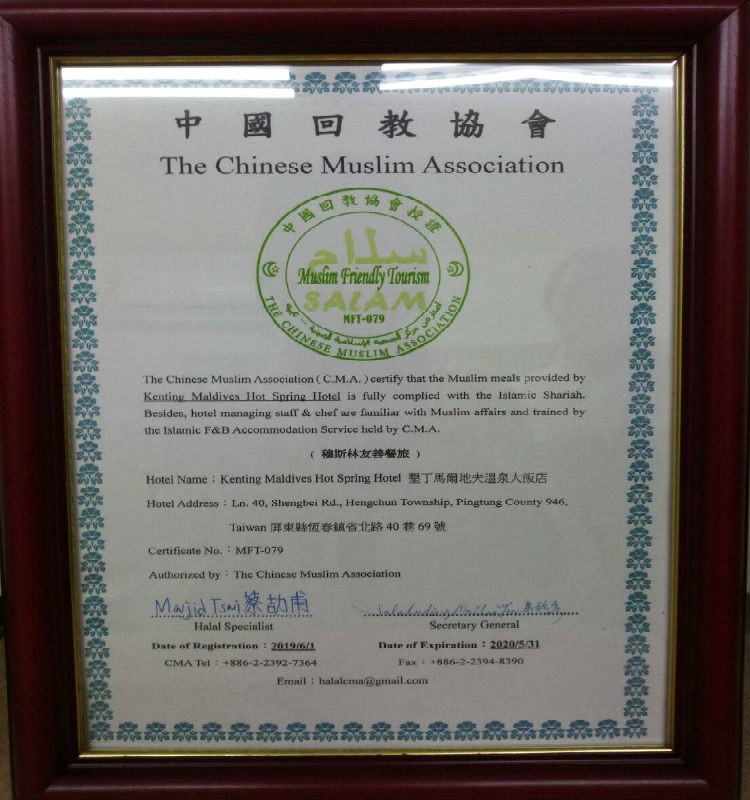 中國回教協會
The Chinese Muslim Association
中國回教協會授證
سلام
Muslim Friendly Tourism
SALAM
MFT-079
THE CHINESE MUSLIM ASSOCIATION
The Chinese Muslim Association ( C.M.A. ) certify that the Muslim meals provided by
Kenting Maldives Hot Spring Hotel is fully complied with the Islamic Shariah.
Besides, hotel managing staff & chef are familiar with Muslim affairs and trained by
the Islamic F&B Accommodation Service held by C.M.A.
( 穆斯林友善餐旅 )
Hotel Name : Kenting Maldives Hot Spring Hotel 墾丁馬爾地夫溫泉大飯店
Hotel Address : Ln. 40, Shengbei Rd., Hengchun Township, Pingtung County 946,
Taiwan 屏東縣恆春鎮省北路 40 巷 69 號
Certificate No. : MFT-079
Authorized by : The Chinese Muslim Association
Majid Tsai 蔡劼甫
Halal Specialist
Secretary General
Date of Registration : 2019/6/1
Date of Expiration : 2020/5/31
CMA Tel : +886-2-2392-7364
Fax : +886-2-2394-8390
Email : halalcma@gmail.com